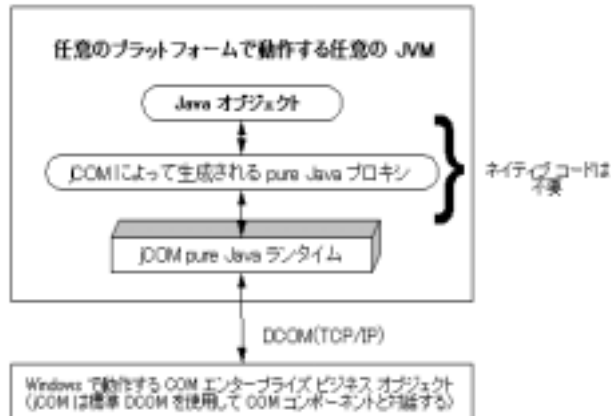 任意のプラットフォームで動作する任意の JVM
Java オブジェクト
jCOMによって生成される pure Java プロキシ
ネイティブ コードは
不要
jCOM pure Java ランタイム
DCOM(TCP/IP)
Windows で動作する COM エンタープライズ ビジネス オブジェクト
(jCOM は標準 DCOM を使用して COM コンポーネントと対話する)